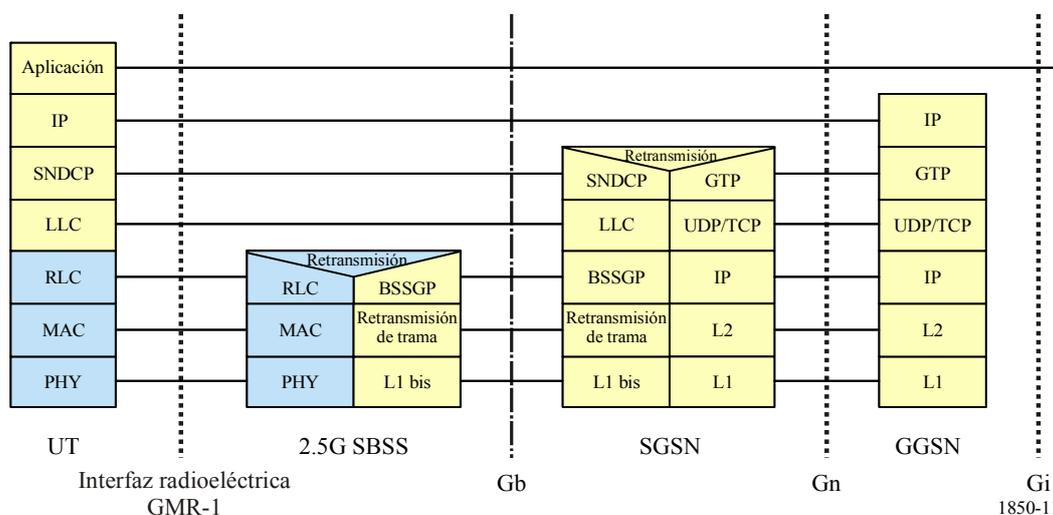 Aplicación
IP
SNDCP
LLC
RLC
MAC
PHY
UT
Interfaz radioeléctrica
GMR-1
Retransmisión
RLC
BSSGP
MAC
Retransmisión
de trama
PHY
L1 bis
2.5G SBSS
Gb
Retransmisión
SNDCP
GTP
LLC
UDP/TCP
BSSGP
IP
Retransmisión
de trama
L2
L1 bis
L1
SGSN
Gn
IP
GTP
UDP/TCP
IP
L2
L1
GGSN
Gi